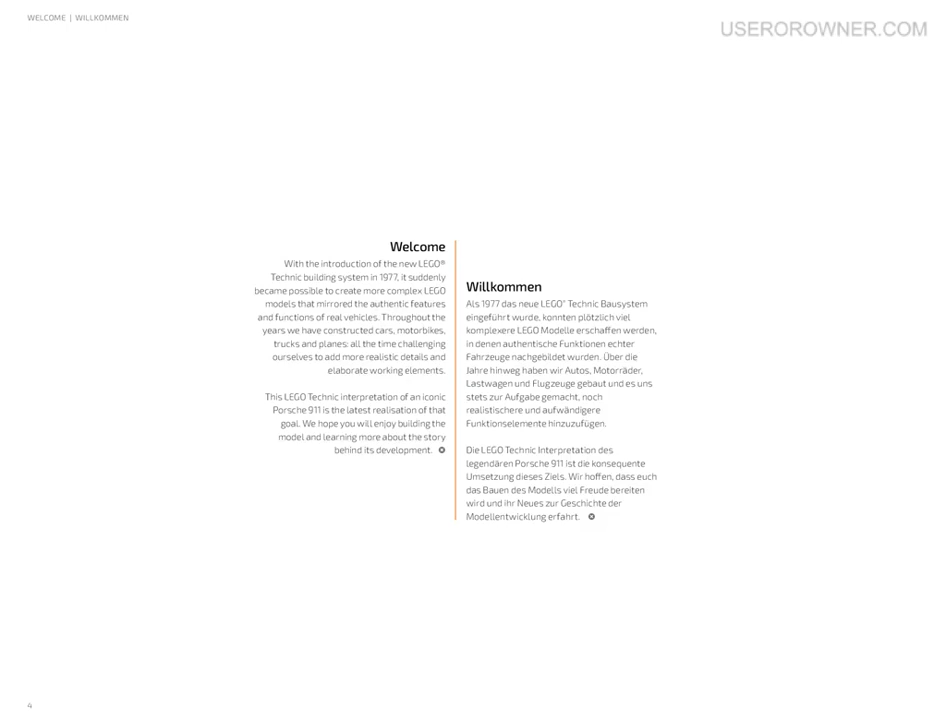 WELCOME | WILLKOMMEN
USEROROWNER.COM
Welcome
With the introduction of the new LEGO®
Technic building system in 1977, it suddenly
became possible to create more complex LEGO
models that mirrored the authentic features
and functions of real vehicles. Throughout the
years we have constructed cars, motorbikes,
trucks and planes: all the time challenging
ourselves to add more realistic details and
elaborate working elements.
This LEGO Technic interpretation of an iconic
Porsche 911 is the latest realisation of that
goal. We hope you will enjoy building the
model and learning more about the story
behind its development.
Willkommen
Als 1977 das neue LEGO® Technic Bausystem
eingeführt wurde, konnten plötzlich viel
komplexere LEGO Modelle erschaffen werden,
in denen authentische Funktionen echter
Fahrzeuge nachgebildet wurden. Über die
Jahre hinweg haben wir Autos, Motorräder,
Lastwagen und Flugzeuge gebaut und es uns
stets zur Aufgabe gemacht, noch
realistischere und aufwändigere
Funktionselemente hinzuzufügen.
Die LEGO Technic Interpretation des
legendären Porsche 911 ist die konsequente
Umsetzung dieses Ziels. Wir hoffen, dass euch
das Bauen des Modells viel Freude bereiten
wird und ihr Neues zur Geschichte der
Modellentwicklung erfahrt.
4